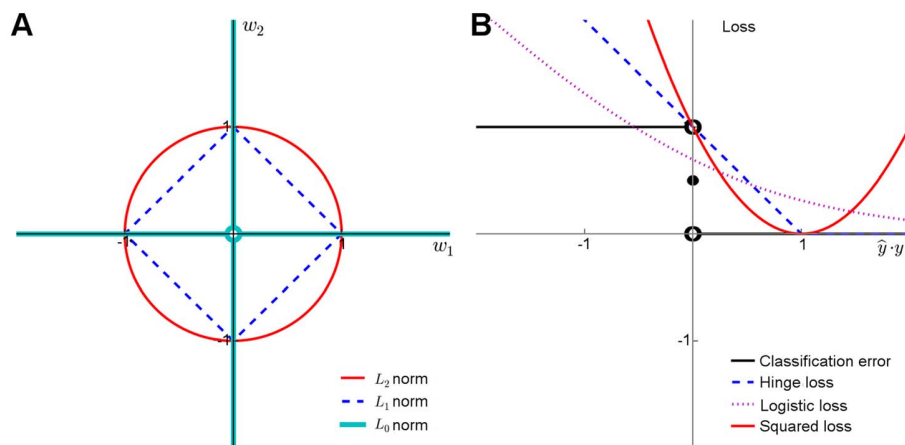 A
w₂
1
-1
1
w₁
-1
L₂ norm
L₁ norm
L₀ norm
B
Loss
-1
1
ŷ·y
-1
Classification error
Hinge loss
Logistic loss
Squared loss